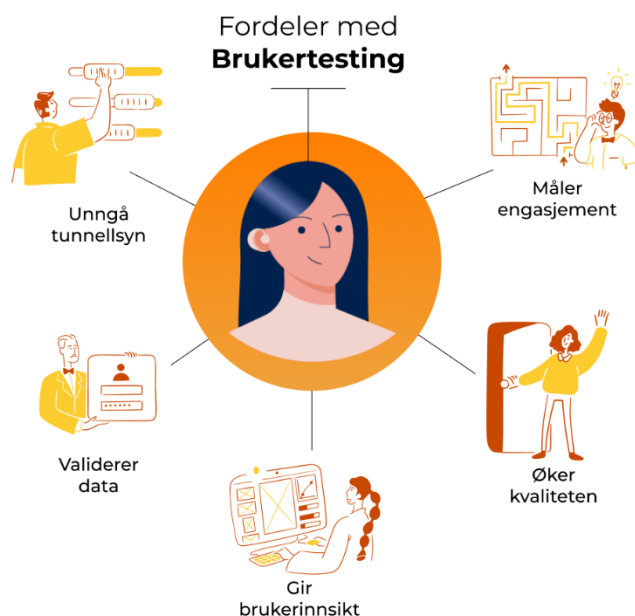 Fordeler med
Brukertesting
Unngå
tunnellsyn
Måler
engasjement
Validerer
data
Øker
kvaliteten
Gir
brukerinnsikt